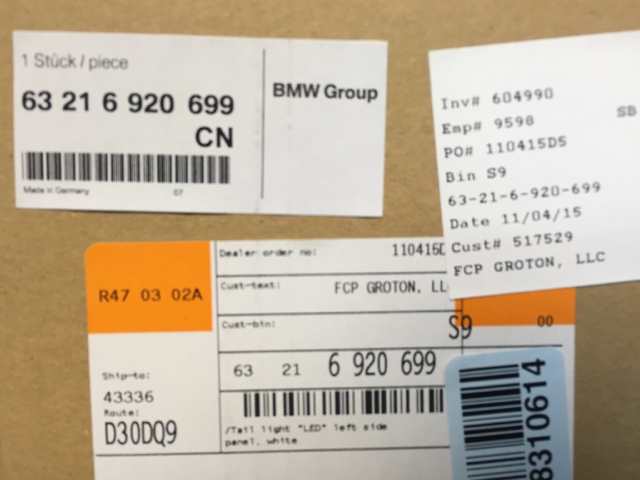 1 Stück / piece
63 21 6 920 699
CN
Made in Germany 07
BMW Group
Inv# 604990
SB
Emp# 9598
PO# 110415D5
Bin S9
63-21-6-920-699
Date 11/04/15
Cust# 517529
FCP GROTON, LLC
R47 03 02A
Dealer order no: 110415D
Cust-text: FCP GROTON, LL
Cust-bin: S9
00
63 21 6 920 699
Ship-to:
43336
Route:
D30DQ9
/Tail light "LED" left side
panel, white
8310614